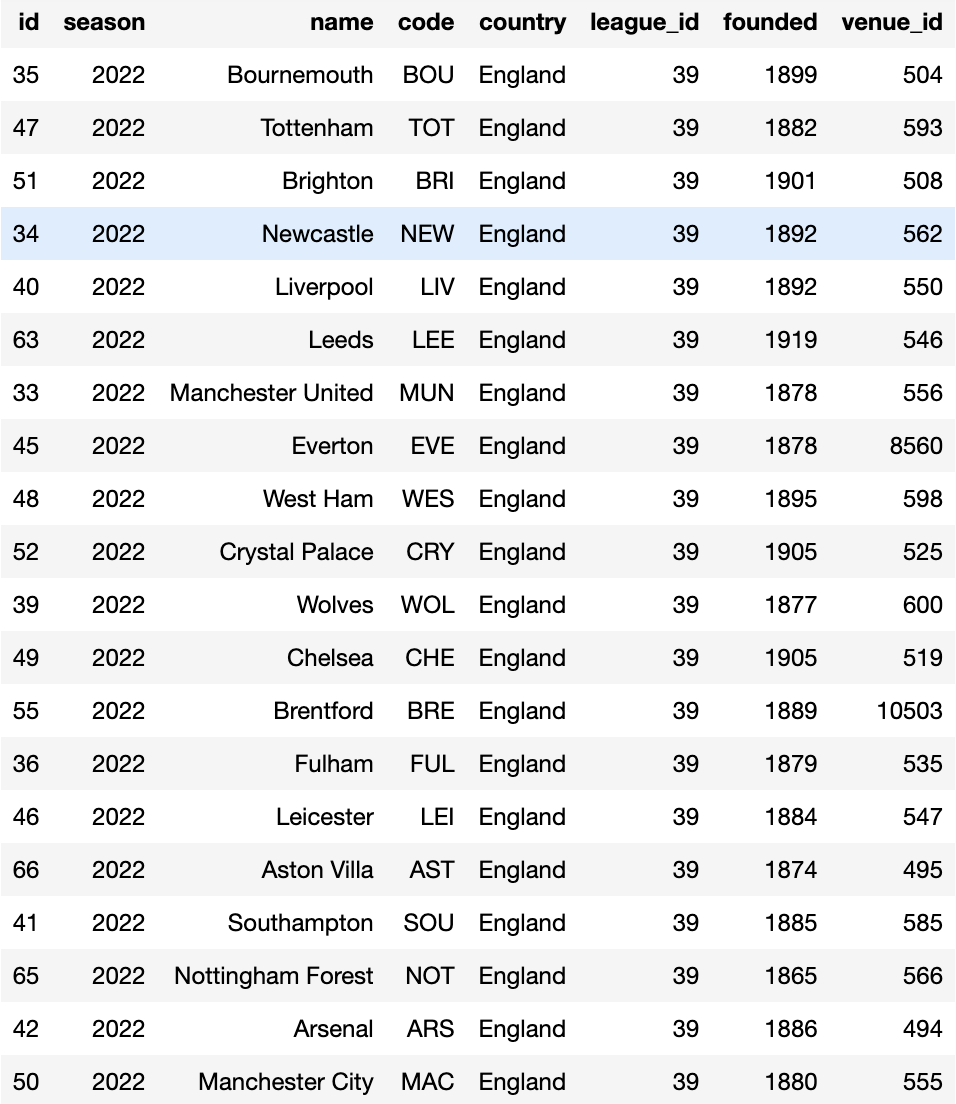 id season name code country league_id founded venue_id
35 2022 Bournemouth BOU England 39 1899 504
47 2022 Tottenham TOT England 39 1882 593
51 2022 Brighton BRI England 39 1901 508
34 2022 Newcastle NEW England 39 1892 562
40 2022 Liverpool LIV England 39 1892 550
63 2022 Leeds LEE England 39 1919 546
33 2022 Manchester United MUN England 39 1878 556
45 2022 Everton EVE England 39 1878 8560
48 2022 West Ham WES England 39 1895 598
52 2022 Crystal Palace CRY England 39 1905 525
39 2022 Wolves WOL England 39 1877 600
49 2022 Chelsea CHE England 39 1905 519
55 2022 Brentford BRE England 39 1889 10503
36 2022 Fulham FUL England 39 1879 535
46 2022 Leicester LEI England 39 1884 547
66 2022 Aston Villa AST England 39 1874 495
41 2022 Southampton SOU England 39 1885 585
65 2022 Nottingham Forest NOT England 39 1865 566
42 2022 Arsenal ARS England 39 1886 494
50 2022 Manchester City MAC England 39 1880 555